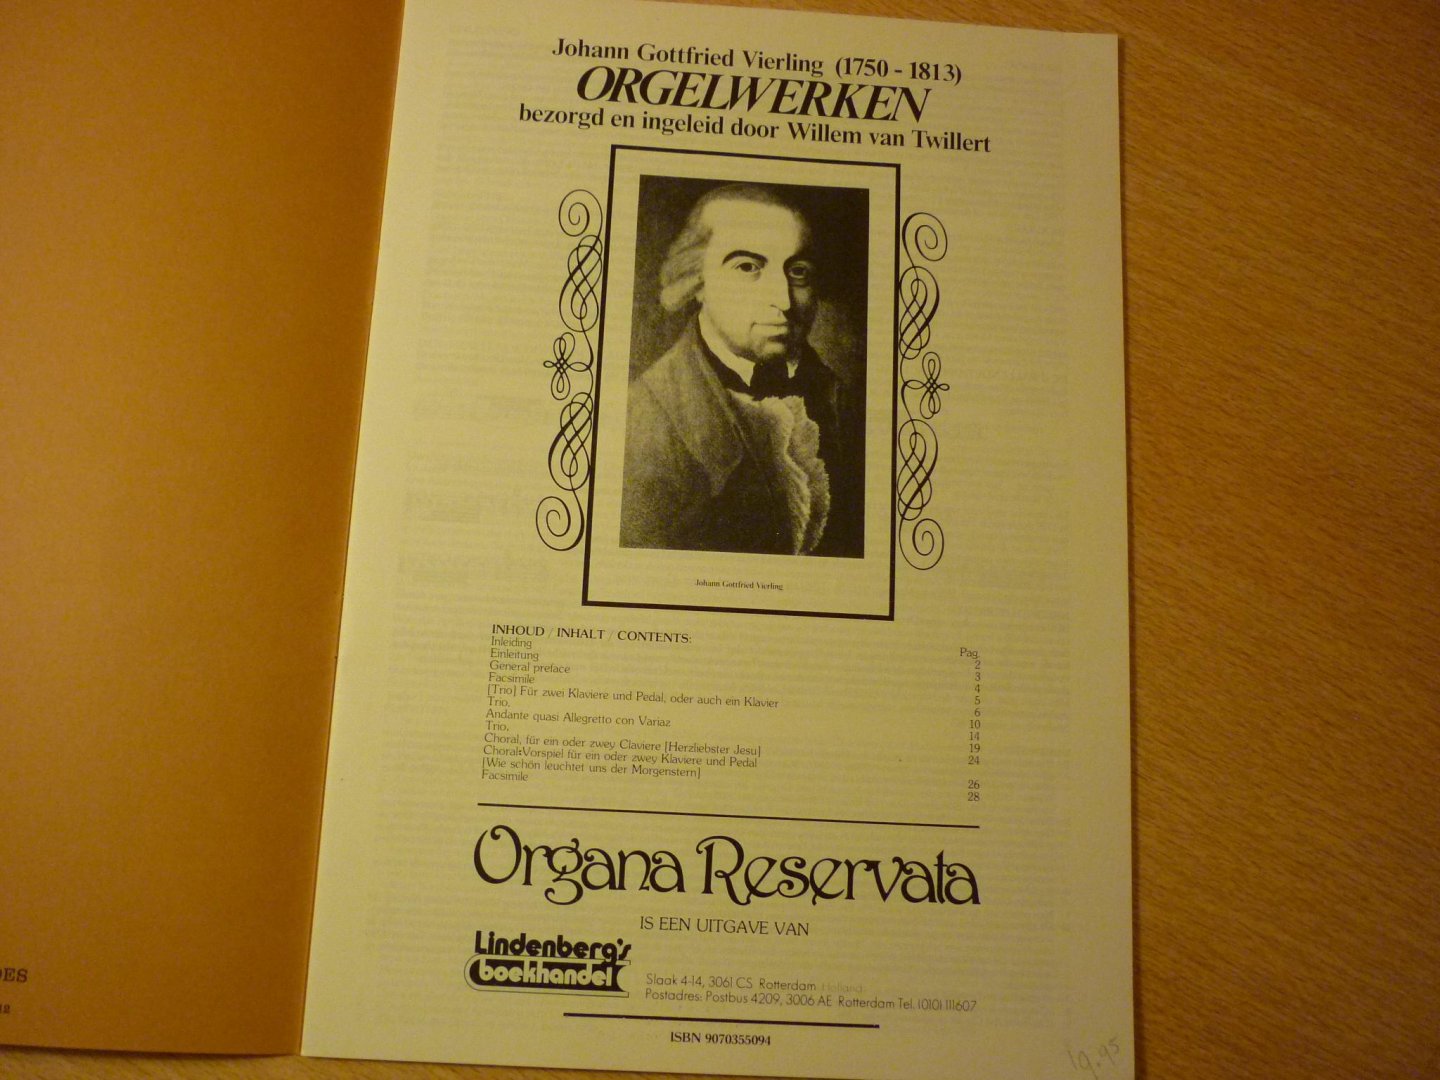 Johann Gottfried Vierling (1750 - 1813)
ORGELWERKEN
bezorgd en ingeleid door Willem van Twillert
Johann Gottfried Vierling
INHOUD / INHALT / CONTENTS:
Pag.
Inleiding 2
Einleitung 3
General preface 4
Facsimile 5
[Trio] Für zwei Klaviere und Pedal, oder auch ein Klavier 6
Trio. 10
Andante quasi Allegretto con Variaz 14
Trio. 19
Choral, für ein oder zwey Claviere [Herzliebster Jesu] 24
Choral=Vorspiel für ein oder zwey Klaviere und Pedal
[Wie schön leuchtet uns der Morgenstern] 26
Facsimile 28
Organa Reservata
IS EEN UITGAVE VAN
Lindenberg's
boekhandel
Slaak 4-14, 3061 CS Rotterdam Holland
Postadres: Postbus 4209, 3006 AE Rotterdam Tel. (010) 111607
ISBN 9070355094
19.95
DES
12